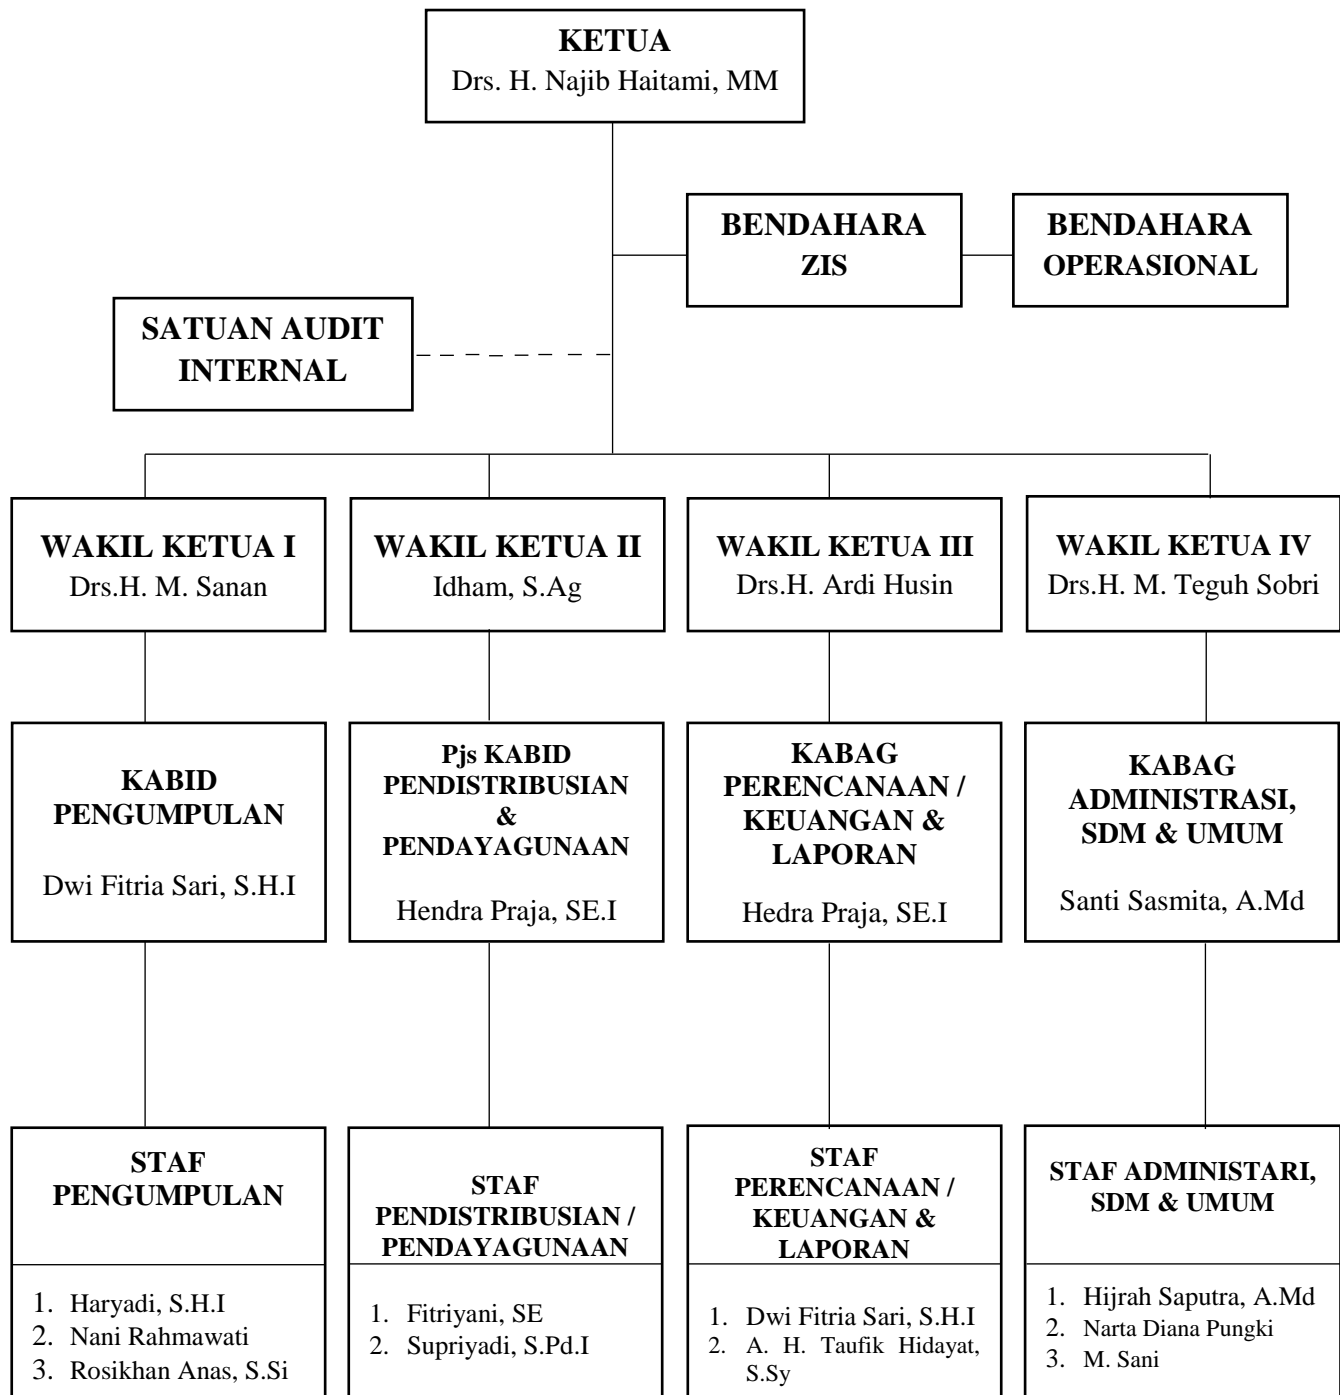 KETUA
Drs. H. Najib Haitami, MM
BENDAHARA
ZIS
BENDAHARA
OPERASIONAL
SATUAN AUDIT
INTERNAL
WAKIL KETUA I
Drs.H. M. Sanan
WAKIL KETUA II
Idham, S.Ag
WAKIL KETUA III
Drs.H. Ardi Husin
WAKIL KETUA IV
Drs.H. M. Teguh Sobri
KABID
PENGUMPULAN
Dwi Fitria Sari, S.H.I
Pjs KABID
PENDISTRIBUSIAN
&
PENDAYAGUNAAN
Hendra Praja, SE.I
KABAG
PERENCANAAN /
KEUANGAN &
LAPORAN
Hedra Praja, SE.I
KABAG
ADMINISTRASI,
SDM & UMUM
Santi Sasmita, A.Md
STAF
PENGUMPULAN
1. Haryadi, S.H.I
2. Nani Rahmawati
3. Rosikhan Anas, S.Si
STAF
PENDISTRIBUSIAN /
PENDAYAGUNAAN
1. Fitriyani, SE
2. Supriyadi, S.Pd.I
STAF
PERENCANAAN /
KEUANGAN &
LAPORAN
1. Dwi Fitria Sari, S.H.I
2. A. H. Taufik Hidayat,
S.Sy
STAF ADMINISTARI,
SDM & UMUM
1. Hijrah Saputra, A.Md
2. Narta Diana Pungki
3. M. Sani